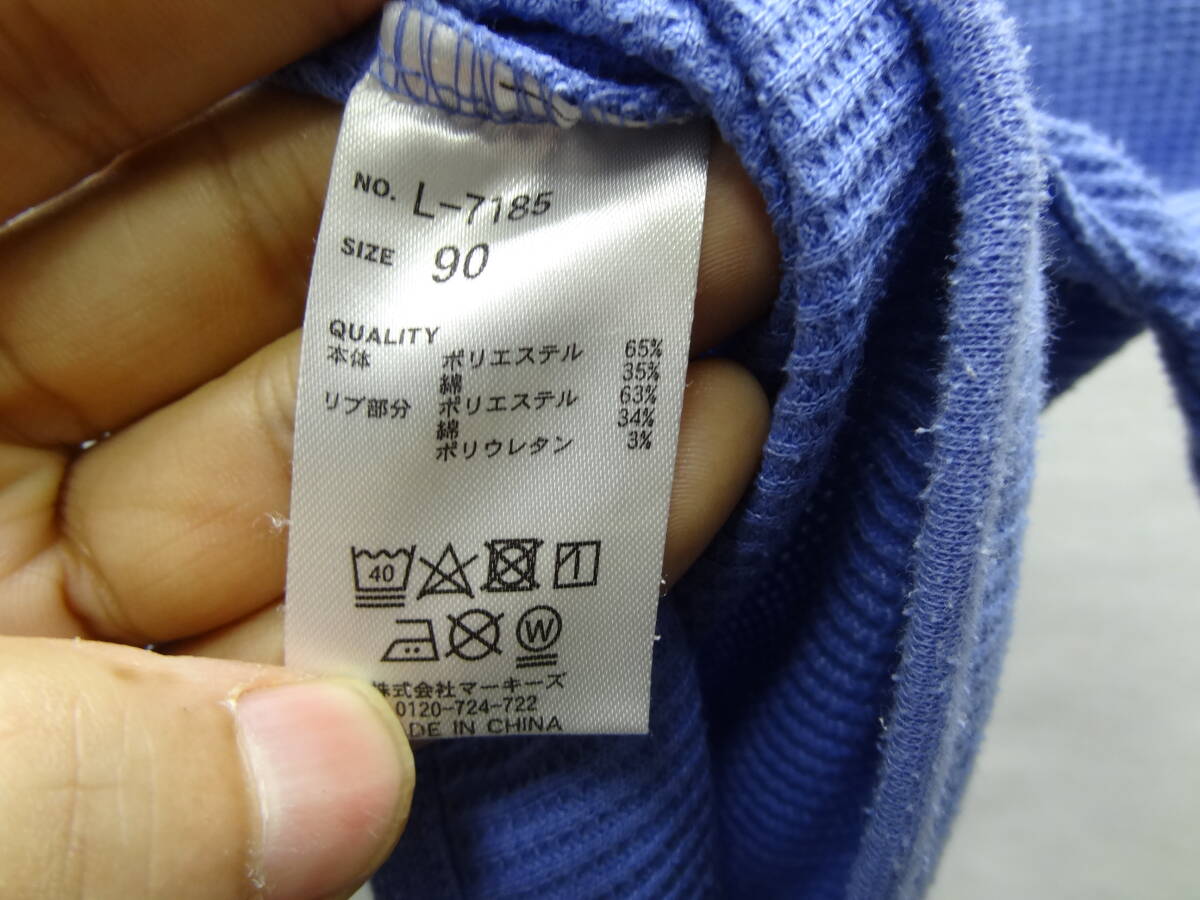 NO. L-7185
SIZE 90
QUALITY
本体 ポリエステル 65%
綿 35%
リブ部分 ポリエステル 63%
綿 34%
ポリウレタン 3%
40
W
株式会社マーキーズ
0120-724-722
DE IN CHINA